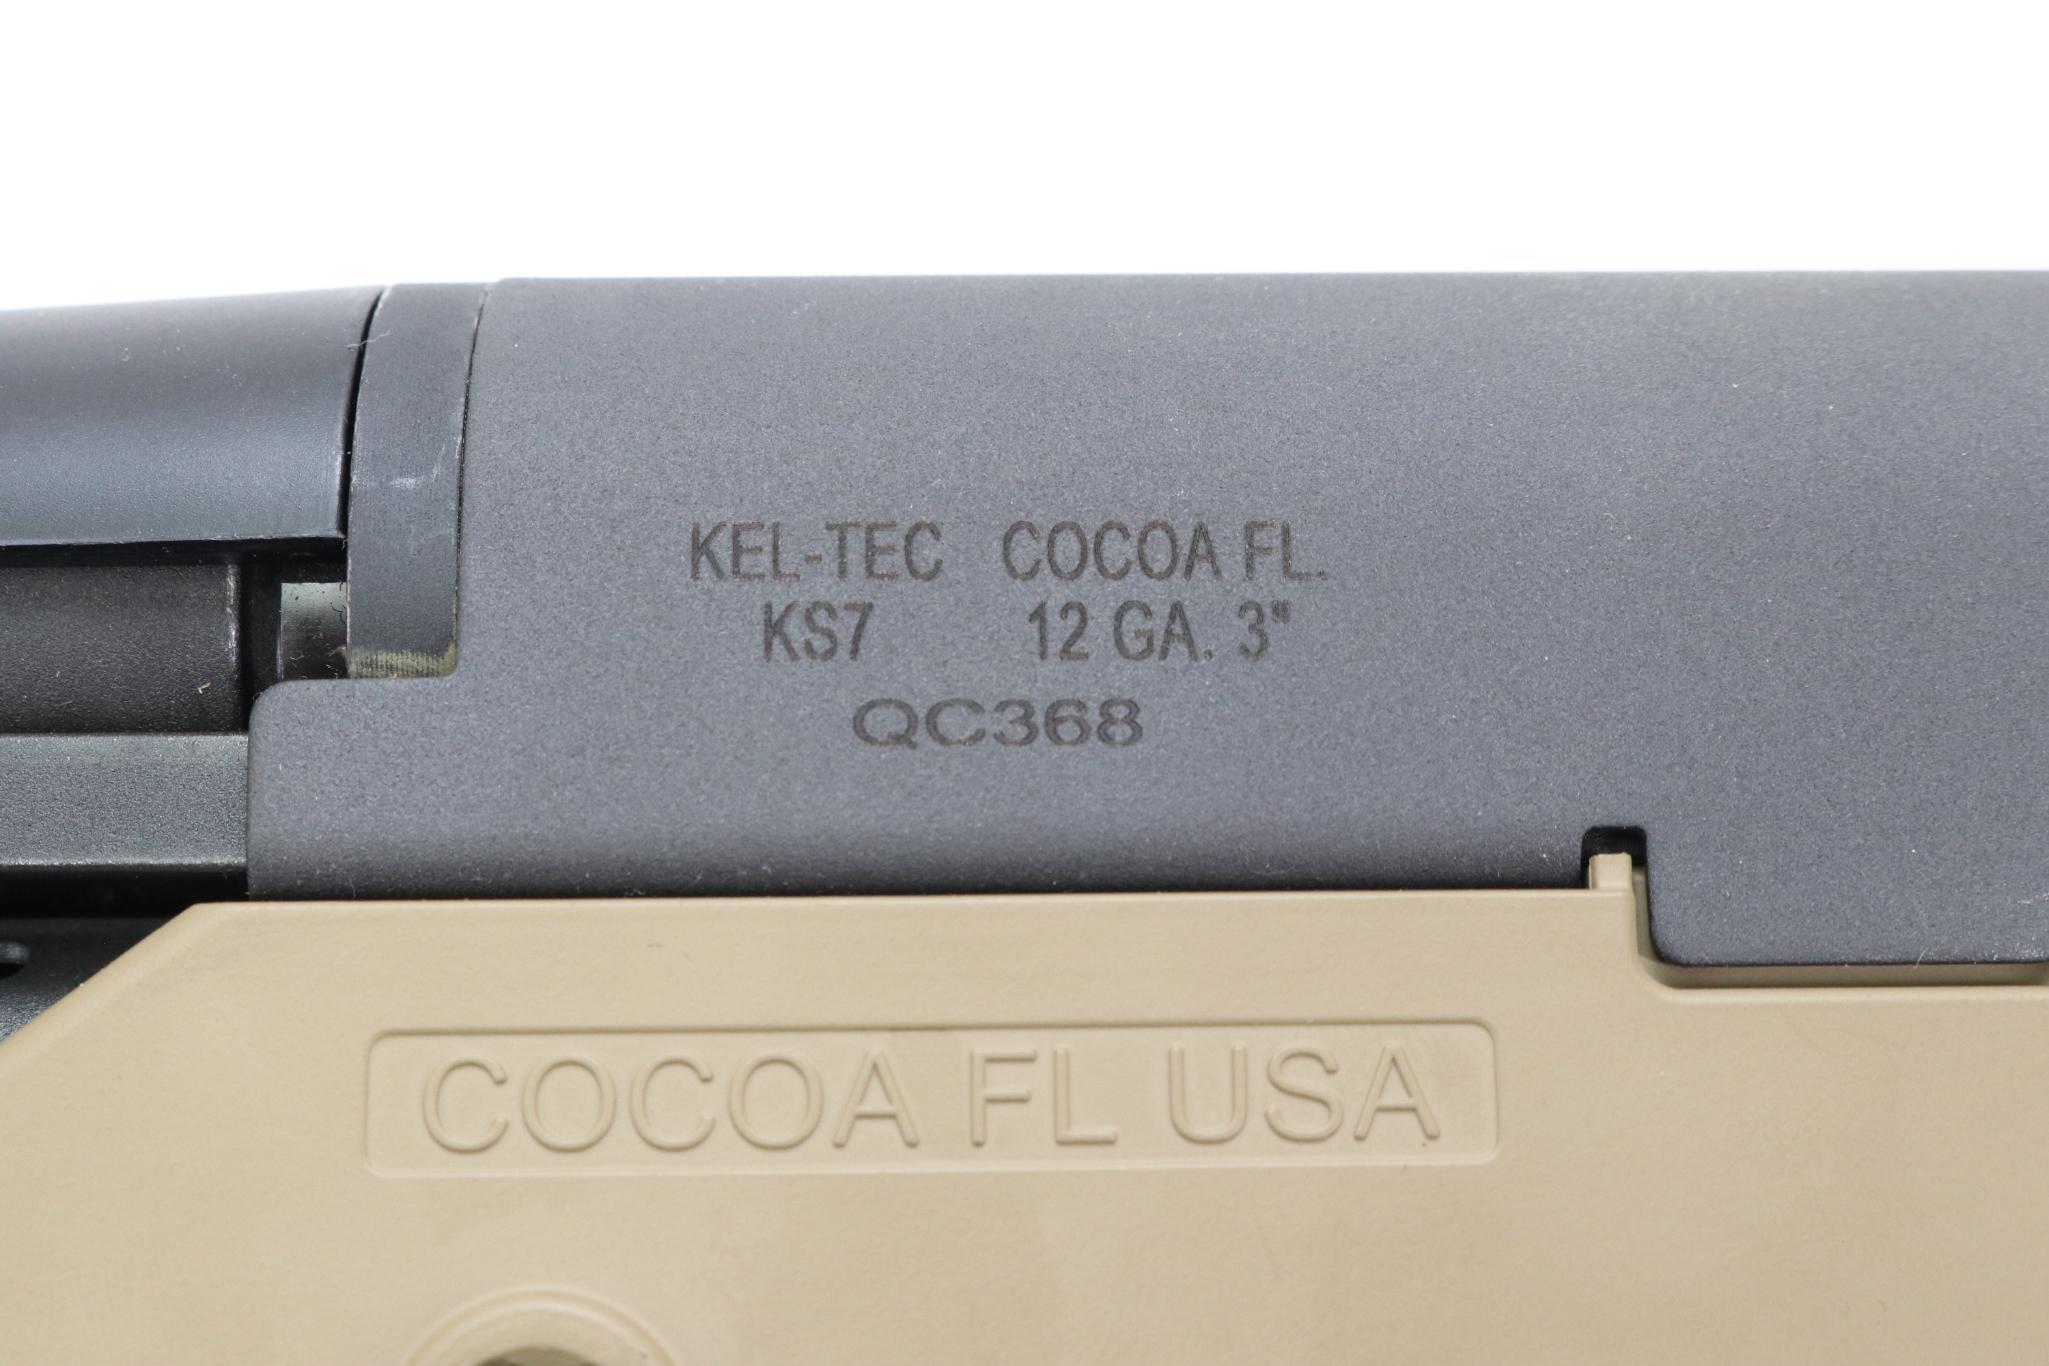 KEL-TEC COCOA FL.
KS7 12 GA. 3"
QC368
COCOA FL USA